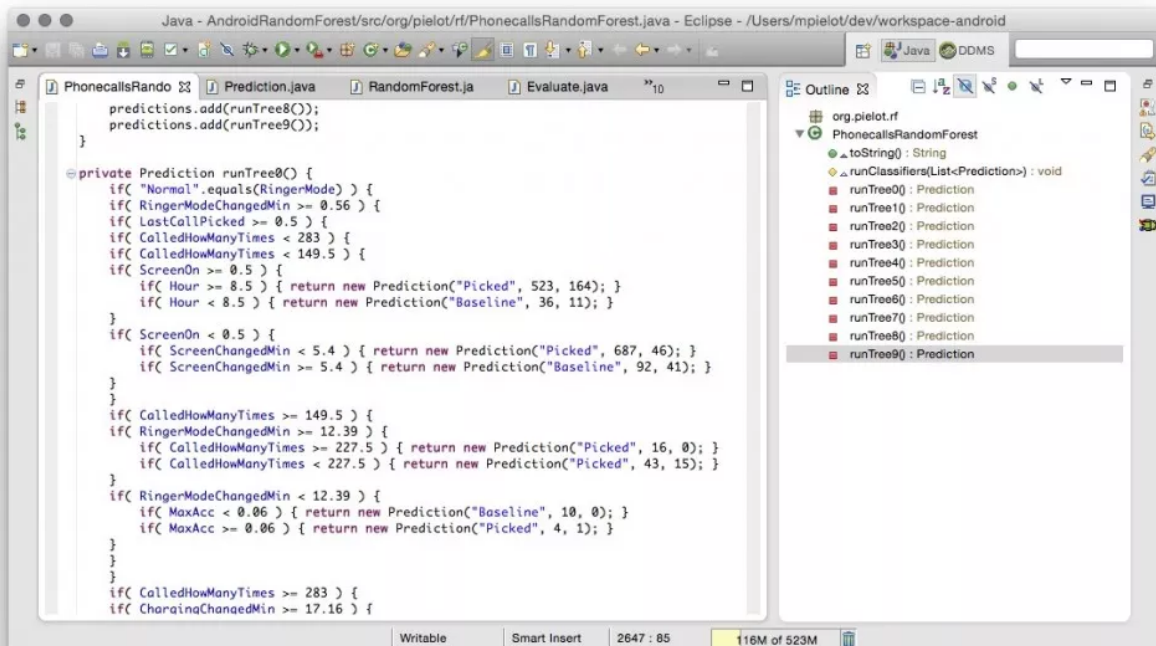 Java - AndroidRandomForest/src/org/pielot/rf/PhonecallsRandomForest.java - Eclipse - /Users/mpielot/dev/workspace-android
Java DDMS
PhonecallsRando Prediction.java RandomForest.ja Evaluate.java »10
predictions.add(runTree8());
predictions.add(runTree9());
}
private Prediction runTree0() {
if( "Normal".equals(RingerMode) ) {
if( RingerModeChangedMin >= 0.56 ) {
if( LastCallPicked >= 0.5 ) {
if( CalledHowManyTimes < 283 ) {
if( CalledHowManyTimes < 149.5 ) {
if( ScreenOn >= 0.5 ) {
if( Hour >= 8.5 ) { return new Prediction("Picked", 523, 164); }
if( Hour < 8.5 ) { return new Prediction("Baseline", 36, 11); }
}
if( ScreenOn < 0.5 ) {
if( ScreenChangedMin < 5.4 ) { return new Prediction("Picked", 687, 46); }
if( ScreenChangedMin >= 5.4 ) { return new Prediction("Baseline", 92, 41); }
}
}
if( CalledHowManyTimes >= 149.5 ) {
if( RingerModeChangedMin >= 12.39 ) {
if( CalledHowManyTimes >= 227.5 ) { return new Prediction("Picked", 16, 0); }
if( CalledHowManyTimes < 227.5 ) { return new Prediction("Picked", 43, 15); }
}
if( RingerModeChangedMin < 12.39 ) {
if( MaxAcc < 0.06 ) { return new Prediction("Baseline", 10, 0); }
if( MaxAcc >= 0.06 ) { return new Prediction("Picked", 4, 1); }
}
}
}
if( CalledHowManyTimes >= 283 ) {
if( ChargingChangedMin >= 17.16 ) {
Outline
org.pielot.rf
PhonecallsRandomForest
toString() : String
runClassifiers(List<Prediction>) : void
runTree0() : Prediction
runTree1() : Prediction
runTree2() : Prediction
runTree3() : Prediction
runTree4() : Prediction
runTree5() : Prediction
runTree6() : Prediction
runTree7() : Prediction
runTree8() : Prediction
runTree9() : Prediction
Writable Smart Insert 2647 : 85 116M of 523M